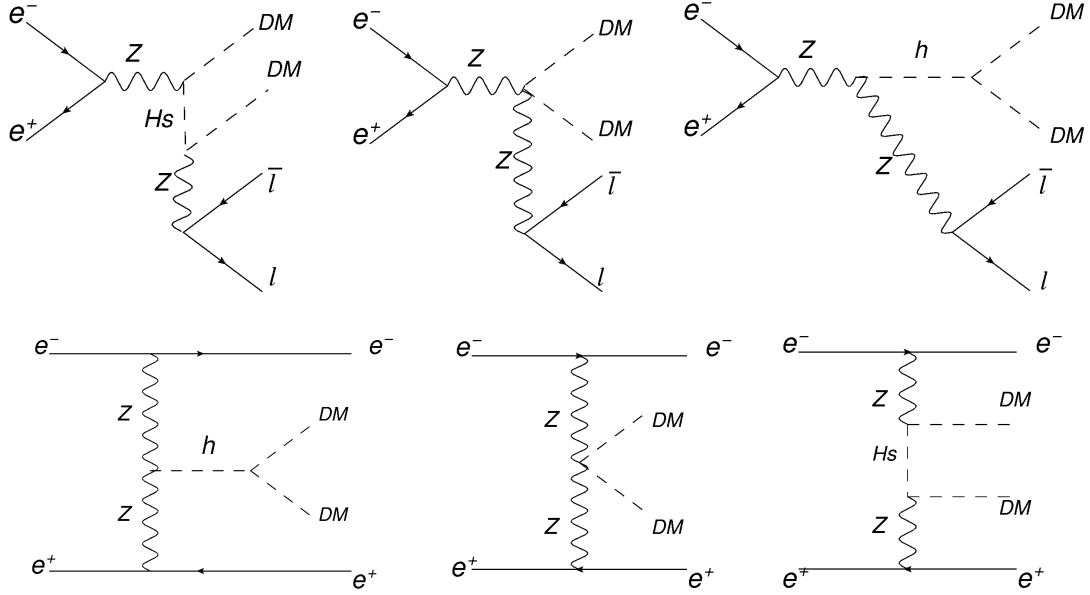 e⁻ Z DM DM
Hs
e⁺ Z l̅
l
e⁻ Z DM
e⁺ DM
Z l̅
l
e⁻ Z h DM
e⁺ DM
Z l̅
l
e⁻ e⁻
Z DM
h
Z DM
e⁺ e⁺
e⁻ e⁻
Z DM
Z DM
e⁺ e⁺
e⁻ e⁻
Z DM
Hs
Z DM
e⁺ e⁺